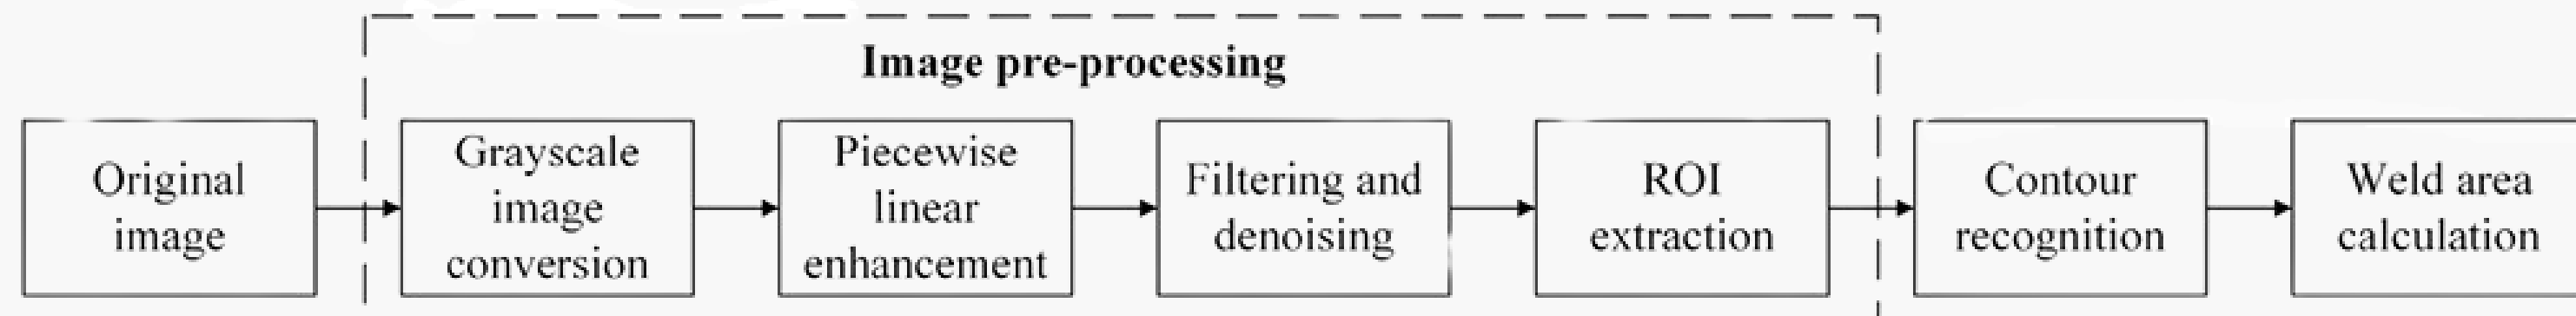 Image pre-processing
Original
image
Grayscale
image
conversion
Piecewise
linear
enhancement
Filtering and
denoising
ROI
extraction
Contour
recognition
Weld area
calculation